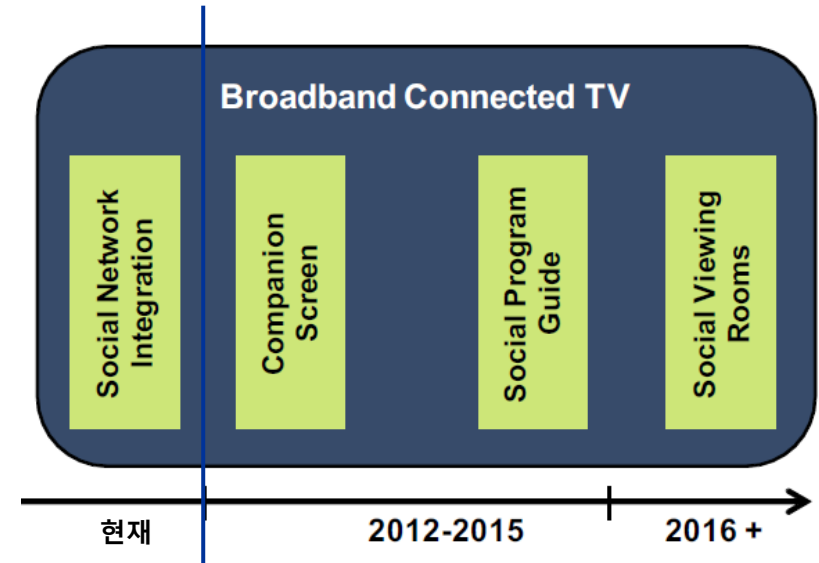 Broadband Connected TV
Social Network
Integration
Companion
Screen
Social Program
Guide
Social Viewing
Rooms
현재
2012-2015
2016 +